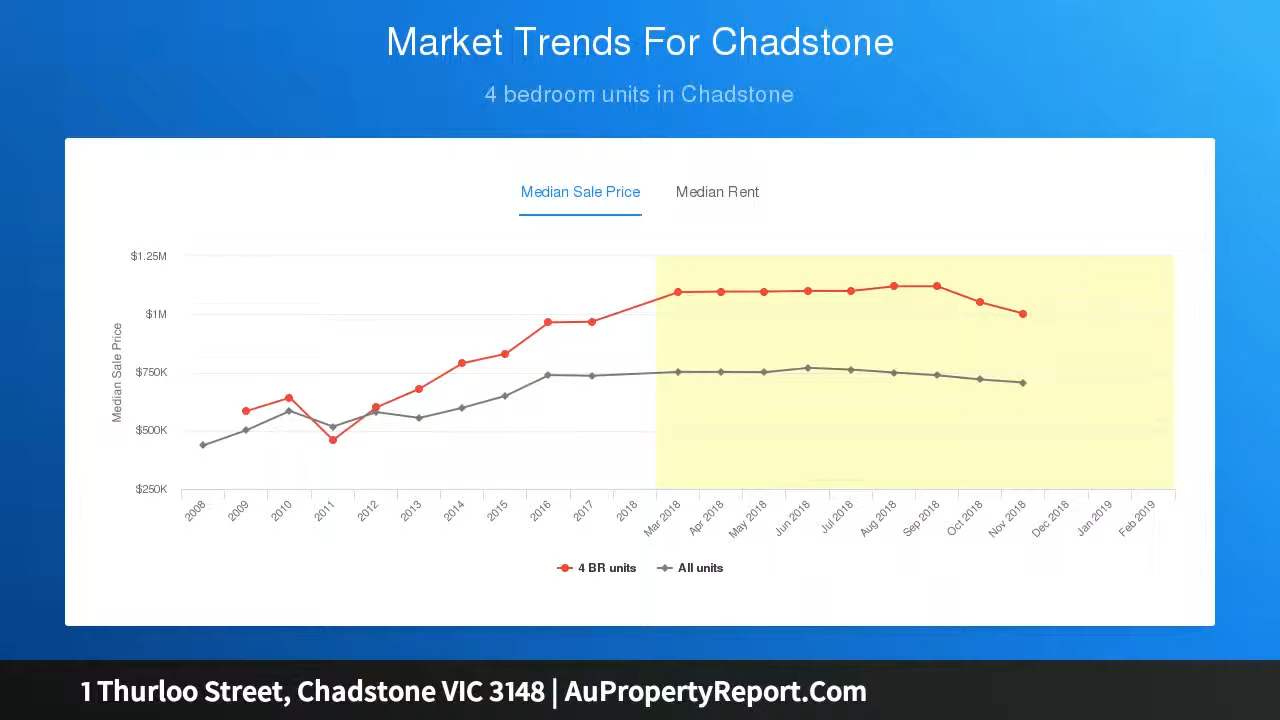 Market Trends For Chadstone
4 bedroom units in Chadstone
Median Sale Price Median Rent
Median Sale Price
$1.25M
$1M
$750K
$500K
$250K
2008 2009 2010 2011 2012 2013 2014 2015 2016 2017 2018 Mar 2018 Apr 2018 May 2018 Jun 2018 Jul 2018 Aug 2018 Sep 2018 Oct 2018 Nov 2018 Dec 2018 Jan 2019 Feb 2019
4 BR units All units
1 Thurloo Street, Chadstone VIC 3148 | AuPropertyReport.Com